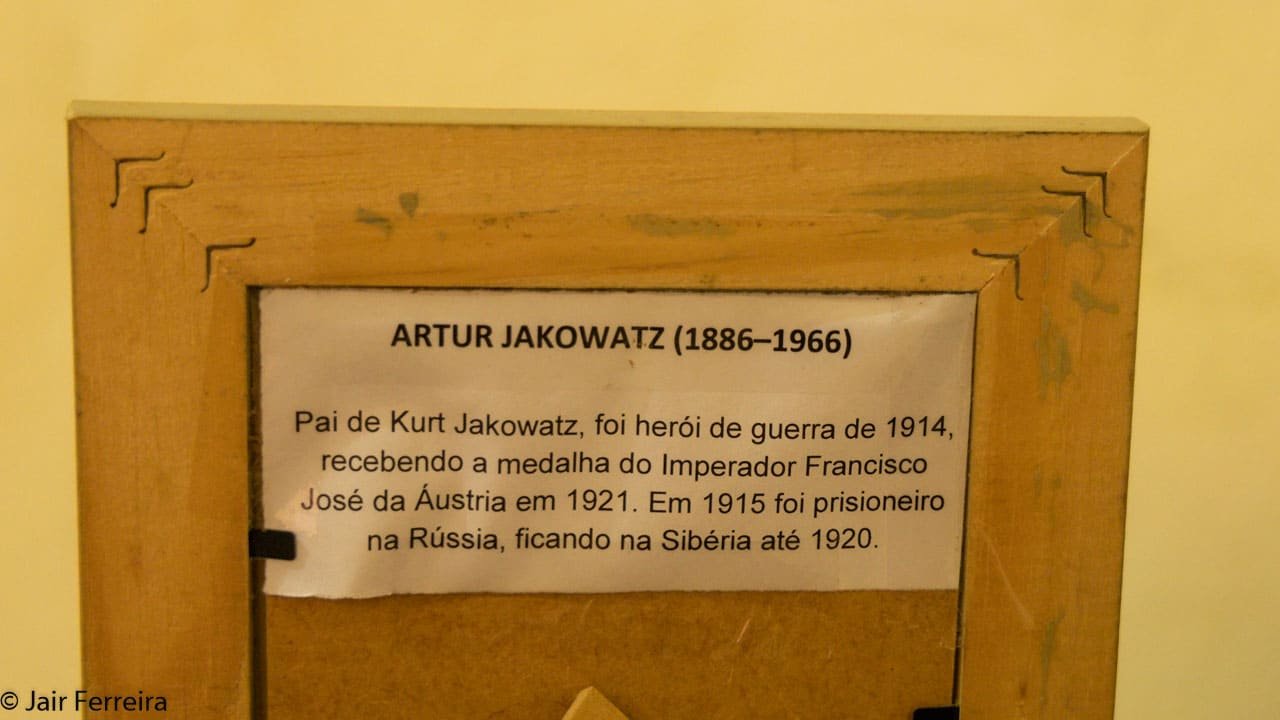 ARTUR JAKOWATZ (1886–1966)
Pai de Kurt Jakowatz, foi herói de guerra de 1914,
recebendo a medalha do Imperador Francisco
José da Áustria em 1921. Em 1915 foi prisioneiro
na Rússia, ficando na Sibéria até 1920.
© Jair Ferreira